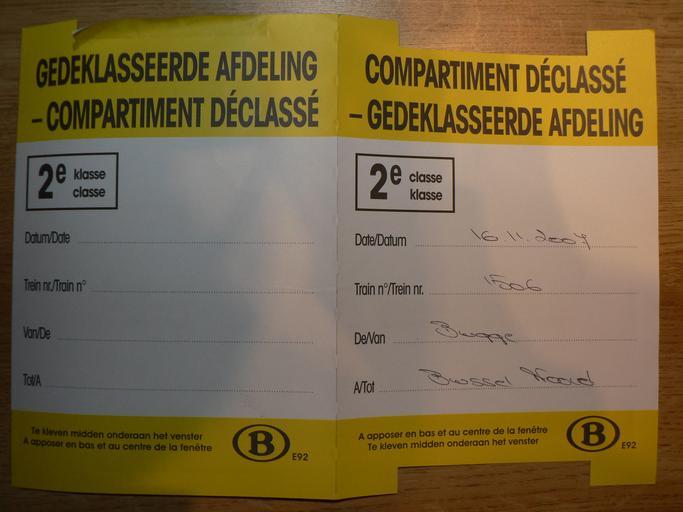 GEDEKLASSEERDE AFDELING
– COMPARTIMENT DÉCLASSÉ
2e klasse
classe
Datum/Date
Trein nr./Train n°
Van/De
Tot/A
Te kleven midden onderaan het venster
A apposer en bas et au centre de la fenêtre
B
E92
COMPARTIMENT DÉCLASSÉ
– GEDEKLASSEERDE AFDELING
2e classe
klasse
Date/Datum 16.11.2007
Train n°/Trein nr. 1506
De/Van Brugge
A/Tot Brussel Noord
A apposer en bas et au centre de la fenêtre
Te kleven midden onderaan het venster
B
E92